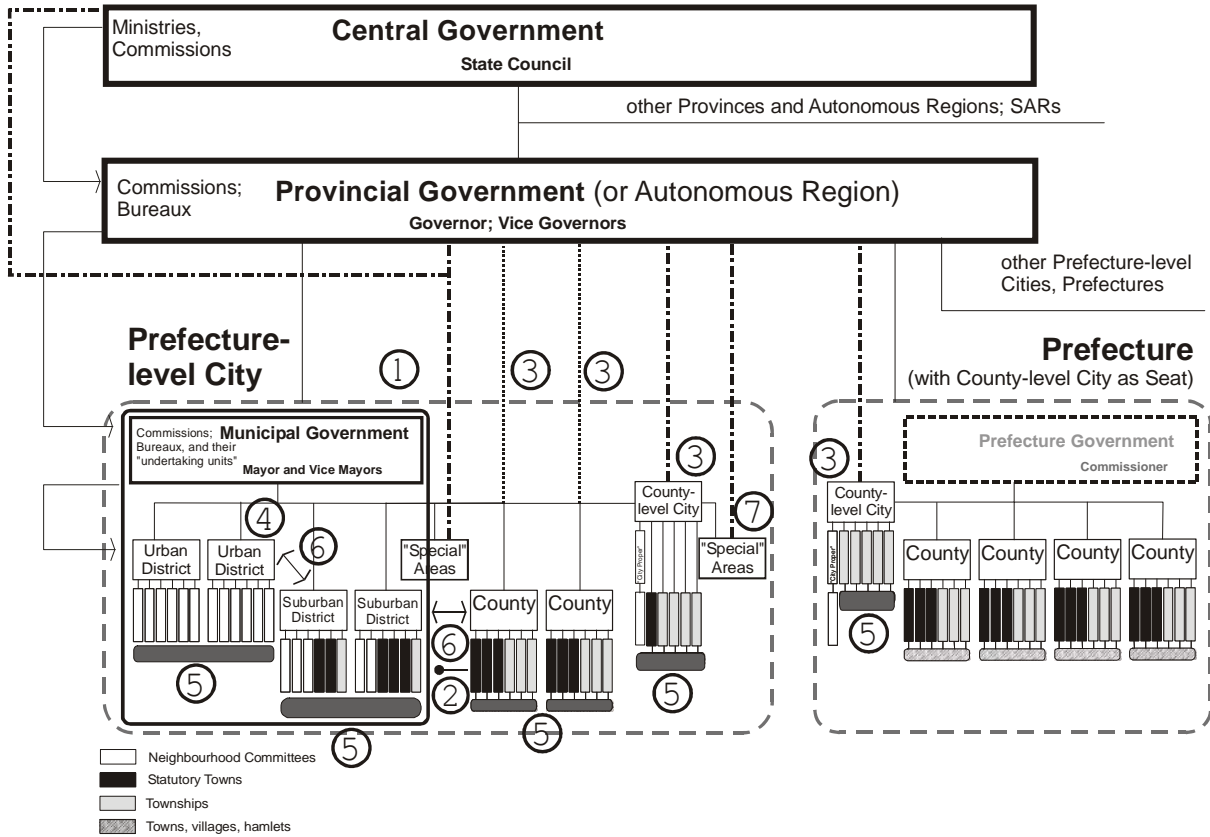 Ministries,
Commissions
Central Government
State Council
other Provinces and Autonomous Regions; SARs
Commissions;
Bureaux
Provincial Government (or Autonomous Region)
Governor; Vice Governors
other Prefecture-level
Cities, Prefectures
Prefecture-
level City
1
3
3
Prefecture
(with County-level City as Seat)
Commissions;
Bureaux, and their
"undertaking units"
Municipal Government
Mayor and Vice Mayors
3
3
Prefecture Government
Commissioner
County-
level City
County-
level City
4
7
6
Urban
District
Urban
District
"Special"
Areas
"Special"
Areas
"City Proper"
"City Proper"
County
County
County
County
Suburban
District
Suburban
District
County
County
6
5
2
5
5
5
5
Neighbourhood Committees
Statutory Towns
Townships
Towns, villages, hamlets